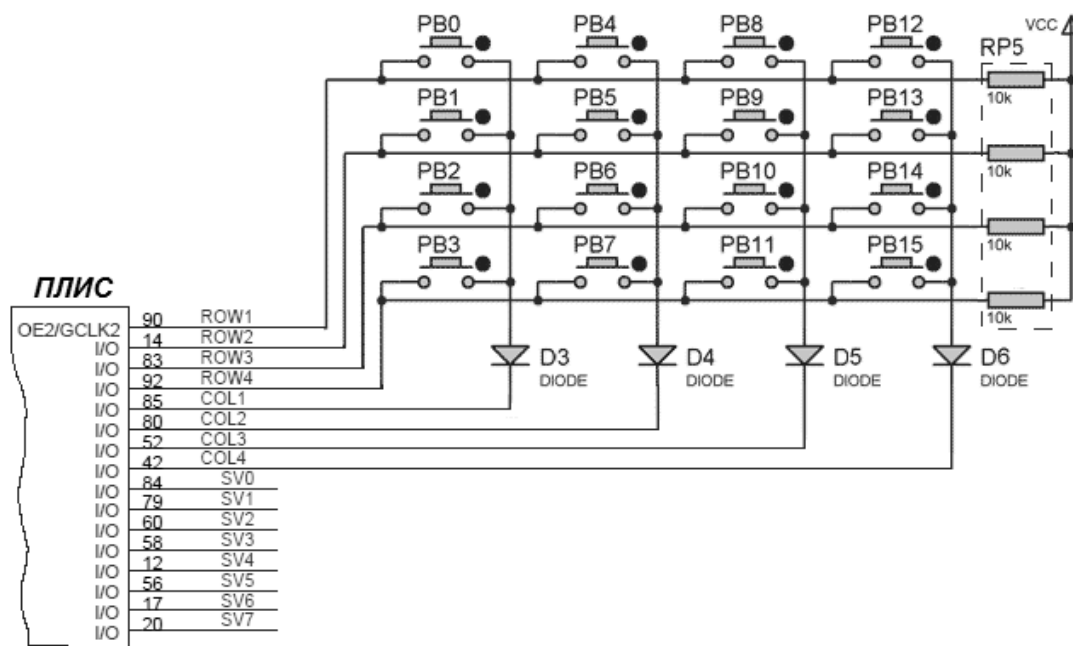 PB0 PB4 PB8 PB12 VCC
RP5
10k
PB1 PB5 PB9 PB13
10k
PB2 PB6 PB10 PB14
10k
PB3 PB7 PB11 PB15
10k
ПЛИС
OE2/GCLK2 90 ROW1
I/O 14 ROW2
I/O 83 ROW3
I/O 92 ROW4
I/O 85 COL1
I/O 80 COL2
I/O 52 COL3
I/O 42 COL4
I/O 84 SV0
I/O 79 SV1
I/O 60 SV2
I/O 58 SV3
I/O 12 SV4
I/O 56 SV5
I/O 17 SV6
I/O 20 SV7
D3 D4 D5 D6
DIODE DIODE DIODE DIODE